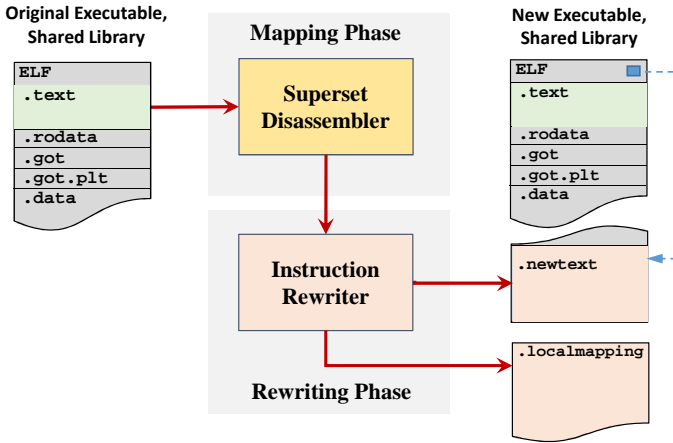 Original Executable,
Shared Library
ELF
.text
.rodata
.got
.got.plt
.data
Mapping Phase
Superset
Disassembler
Instruction
Rewriter
Rewriting Phase
New Executable,
Shared Library
ELF
.text
.rodata
.got
.got.plt
.data
.newtext
.localmapping